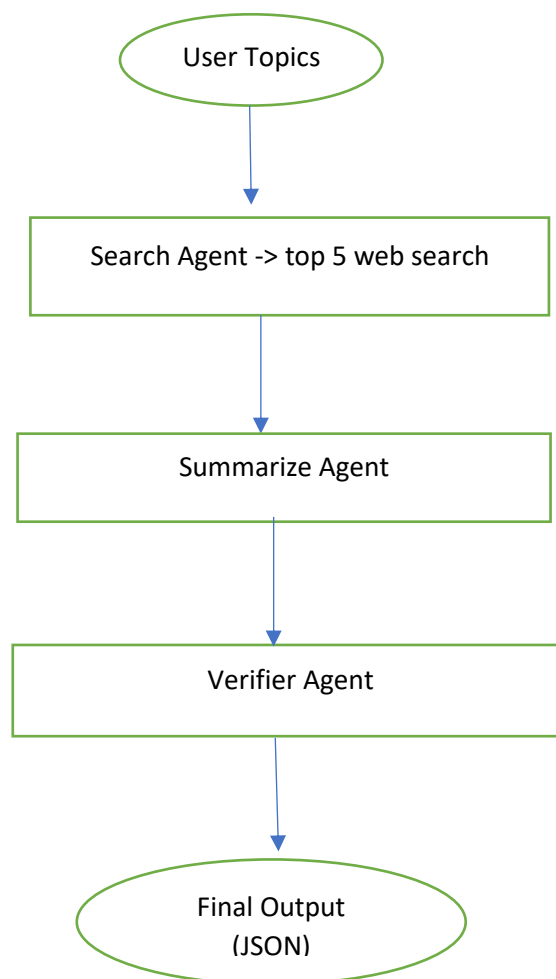 User Topics
Search Agent -> top 5 web search
Summarize Agent
Verifier Agent
Final Output
(JSON)